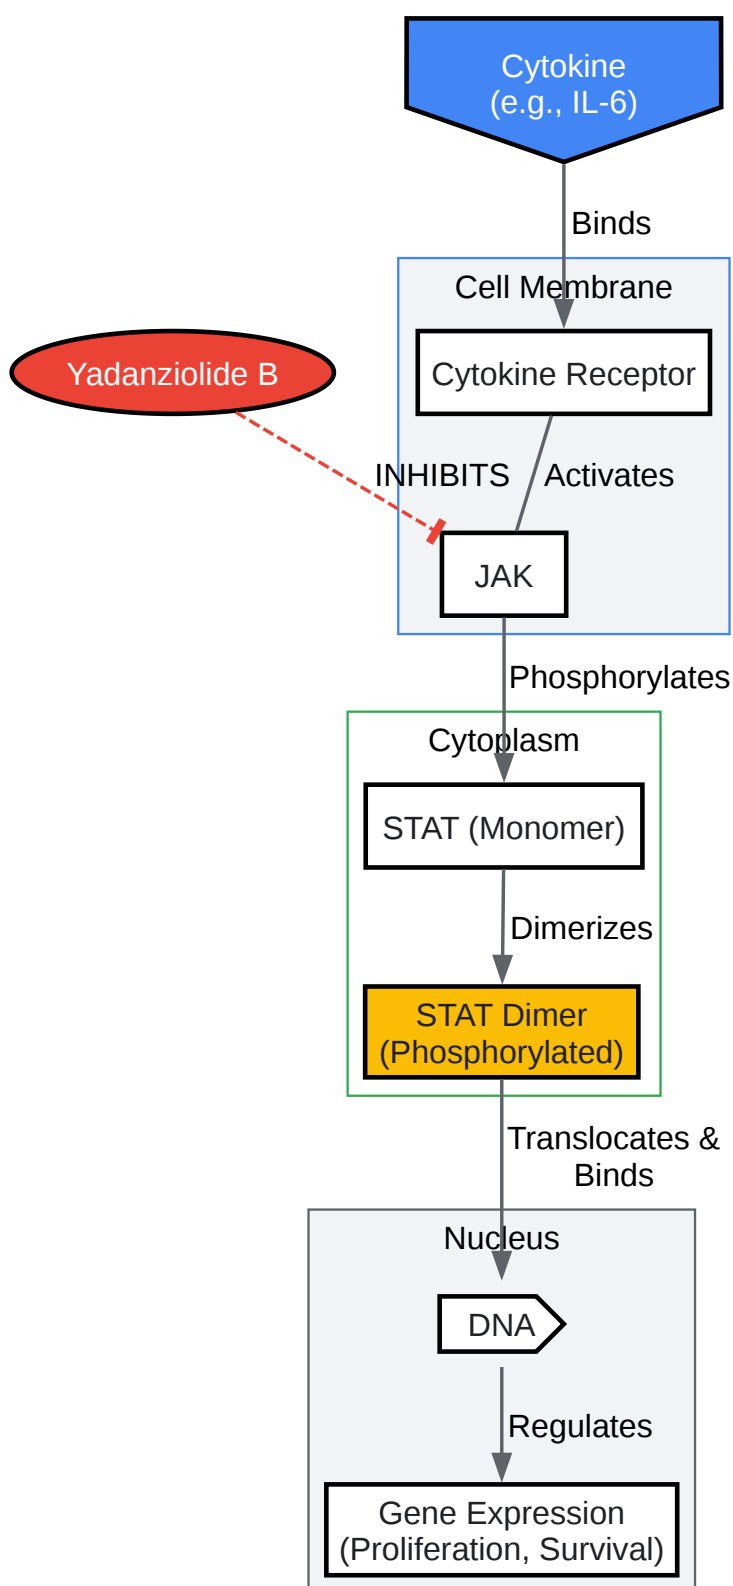 Cytokine
(e.g., IL-6)
Binds
Cell Membrane
Yadanziolide B
Cytokine Receptor
INHIBITS
Activates
JAK
Phosphorylates
Cytoplasm
STAT (Monomer)
Dimerizes
STAT Dimer
(Phosphorylated)
Translocates &
Binds
Nucleus
DNA
Regulates
Gene Expression
(Proliferation, Survival)